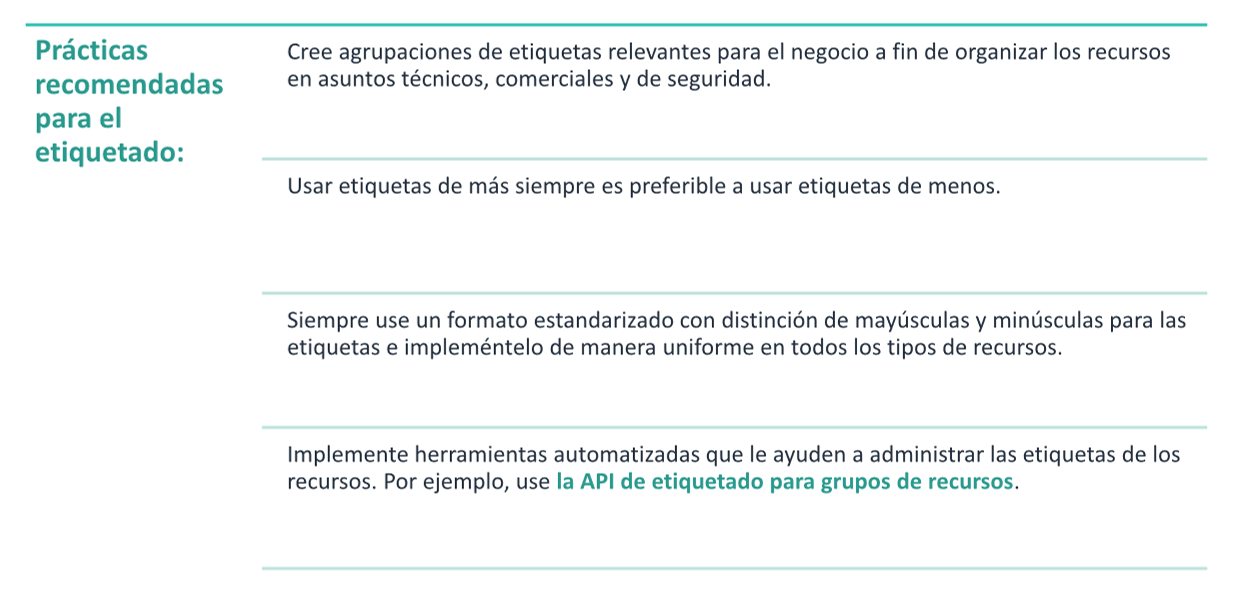 Prácticas
recomendadas
para el
etiquetado:
Cree agrupaciones de etiquetas relevantes para el negocio a fin de organizar los recursos
en asuntos técnicos, comerciales y de seguridad.
Usar etiquetas de más siempre es preferible a usar etiquetas de menos.
Siempre use un formato estandarizado con distinción de mayúsculas y minúsculas para las
etiquetas e impleméntelo de manera uniforme en todos los tipos de recursos.
Implemente herramientas automatizadas que le ayuden a administrar las etiquetas de los
recursos. Por ejemplo, use la API de etiquetado para grupos de recursos.